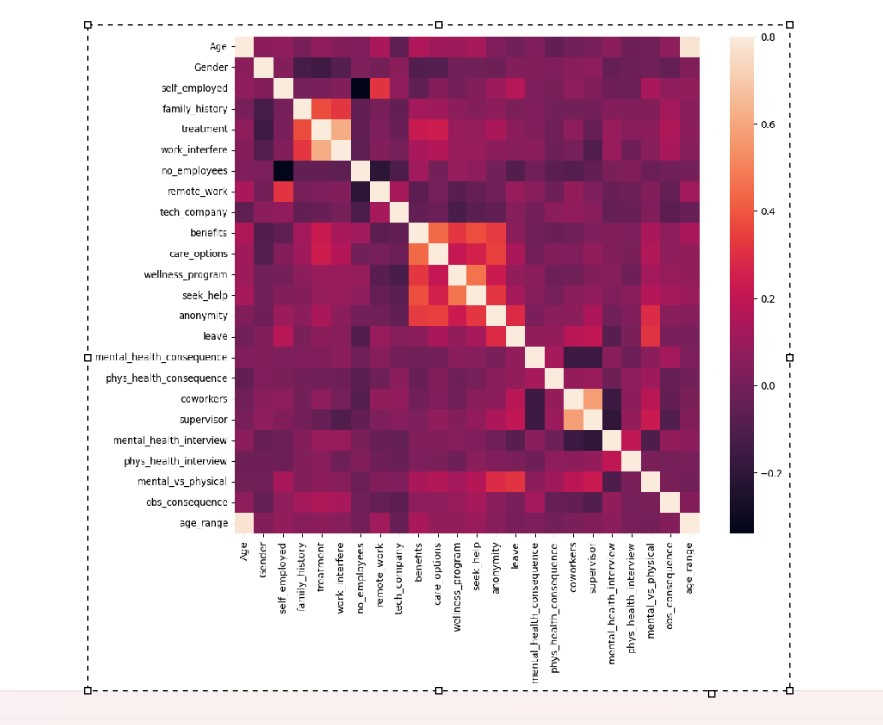 Age
Gender
self_employed
family_history
treatment
work_interfere
no_employees
remote_work
tech_company
benefits
care_options
wellness_program
seek_help
anonymity
leave
mental_health_consequence
phys_health_consequence
coworkers
supervisor
mental_health_interview
phys_health_interview
mental_vs_physical
obs_consequence
age_range
Age
Gender
self_employed
family_history
treatment
work_interfere
no_employees
remote_work
tech_company
benefits
care_options
wellness_program
seek_help
anonymity
leave
mental_health_consequence
phys_health_consequence
coworkers
supervisor
mental_health_interview
phys_health_interview
mental_vs_physical
obs_consequence
age_range
0.8
0.6
0.4
0.2
0.0
−0.2